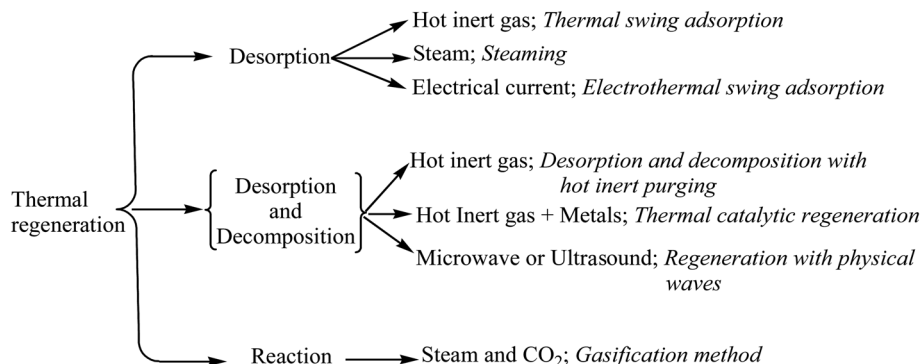 Hot inert gas; Thermal swing adsorption
Desorption
Steam; Steaming
Electrical current; Electrothermal swing adsorption
Thermal
regeneration
Desorption
and
Decomposition
Hot inert gas; Desorption and decomposition with
hot inert purging
Hot Inert gas + Metals; Thermal catalytic regeneration
Microwave or Ultrasound; Regeneration with physical
waves
Reaction
Steam and CO₂; Gasification method